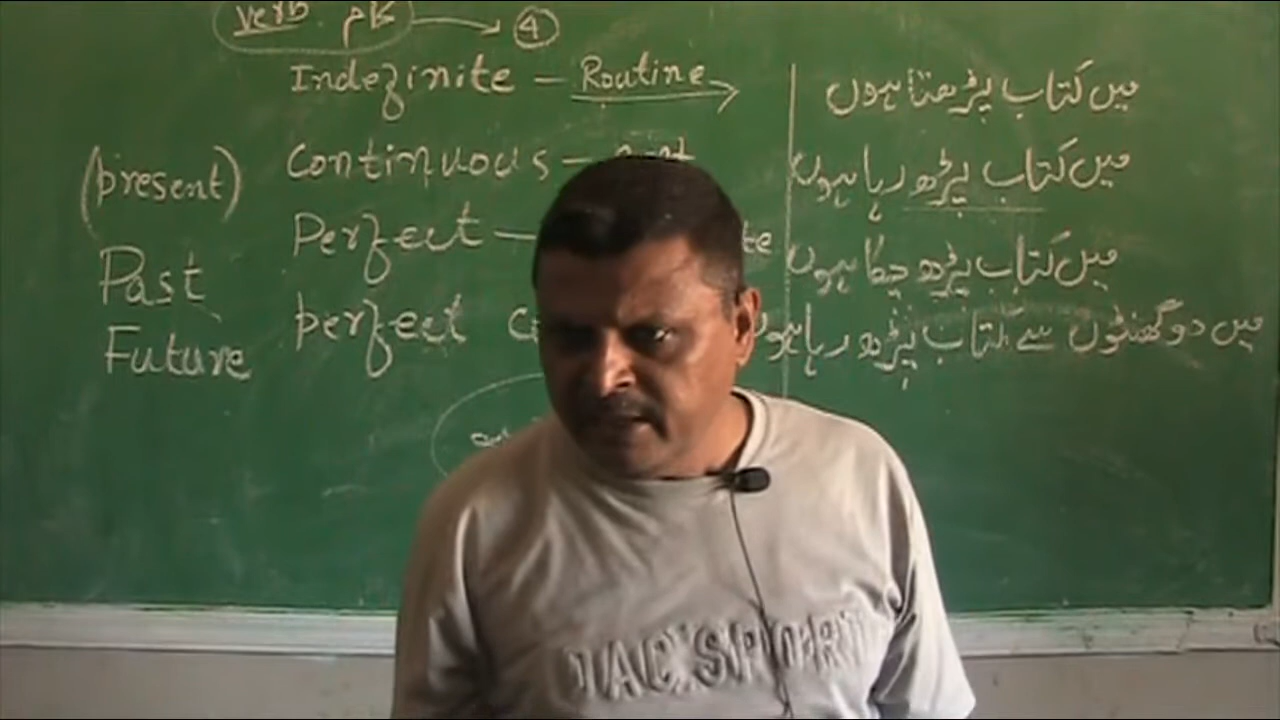 verb. کام → 4
Indefinite – Routine → میں کتاب پڑھتا ہوں
Continuous – میں کتاب پڑھ رہا ہوں
(present)
Perfect – میں کتاب پڑھ چکا ہوں
Past
perfect میں دو گھنٹوں سے کتاب پڑھ رہا ہوں
Future